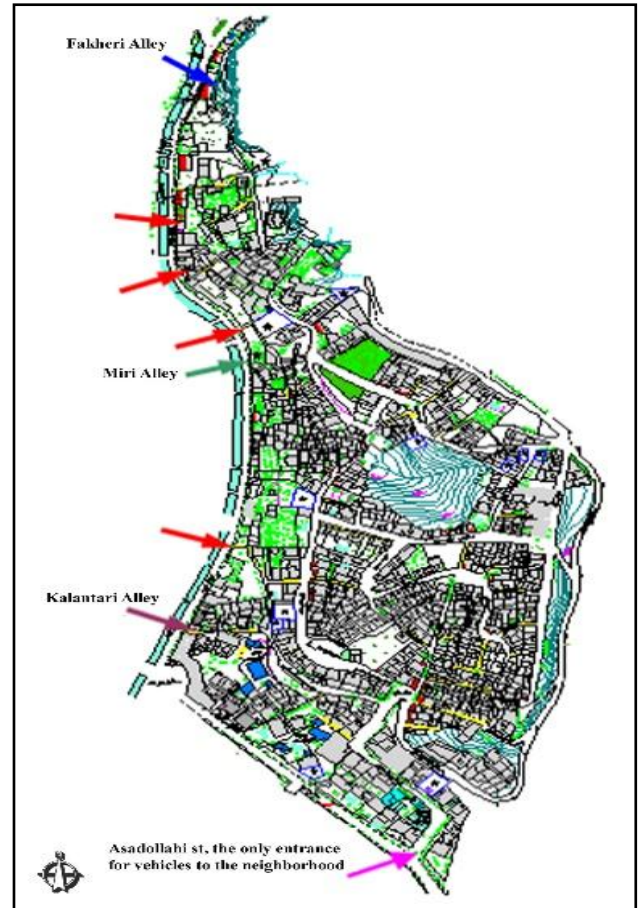 Fakheri Alley
Miri Alley
Kalantari Alley
Asadollahi st, the only entrance
for vehicles to the neighborhood